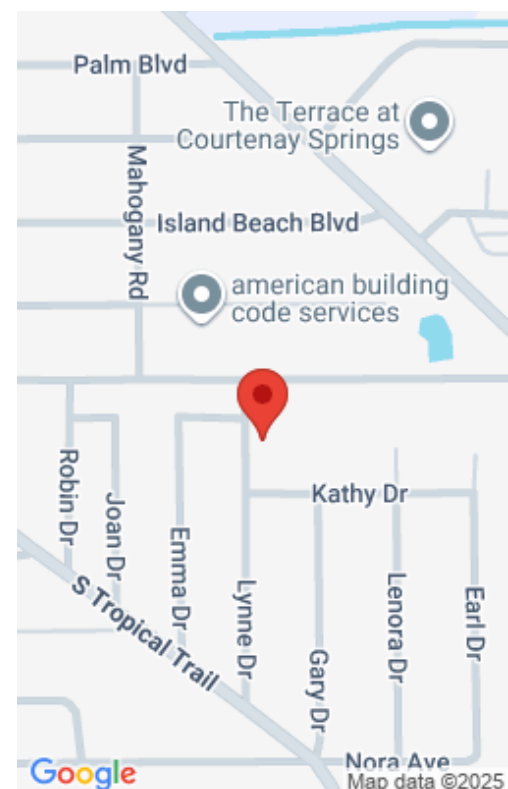 Palm Blvd
The Terrace at
Courtenay Springs
Mahogany Rd
Island Beach Blvd
american building
code services
Robin Dr
Joan Dr
Emma Dr
Lynne Dr
Kathy Dr
Gary Dr
Lenora Dr
Earl Dr
S Tropical Trail
Nora Ave
Google
Map data ©2025